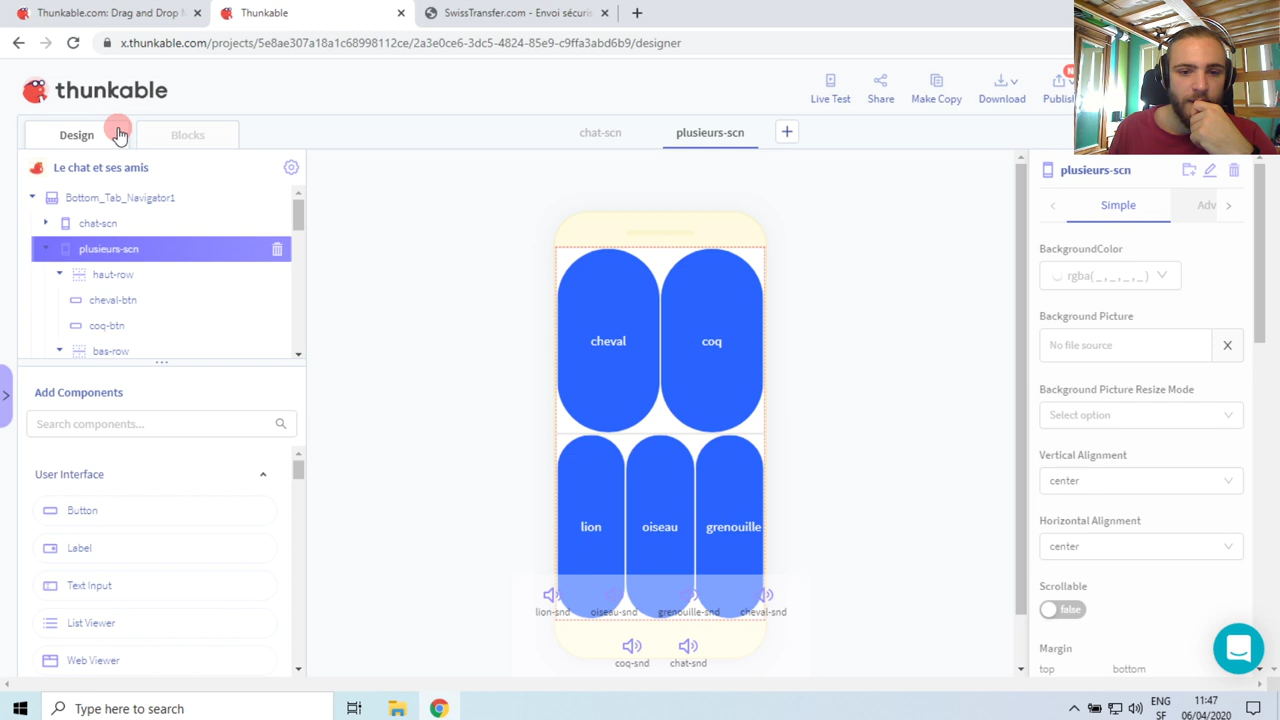 Thunkable.com: Drag and Drop M
Thunkable
SwissTransfer.com - Envoi sécuris
x.thunkable.com/projects/5e8ae307a18a1c68998112ce/2a3e0ce6-3dc5-4824-85e9-c9ffa3abd6b9/designer
thunkable
Live Test
Share
Make Copy
Download
Publish
N
Design
Blocks
chat-scn
plusieurs-scn
Le chat et ses amis
Bottom_Tab_Navigator1
chat-scn
plusieurs-scn
haut-row
cheval-btn
coq-btn
bas-row
Add Components
Search components...
User Interface
Button
Label
Text Input
List Viewer
Web Viewer
cheval
coq
lion
oiseau
grenouille
lion-snd
oiseau-snd
grenouille-snd
cheval-snd
coq-snd
chat-snd
plusieurs-scn
Simple
Adv
BackgroundColor
rgba(_,_,_,_)
Background Picture
No file source
Background Picture Resize Mode
Select option
Vertical Alignment
center
Horizontal Alignment
center
Scrollable
false
Margin
top
bottom
Type here to search
ENG
SF
11:47
06/04/2020